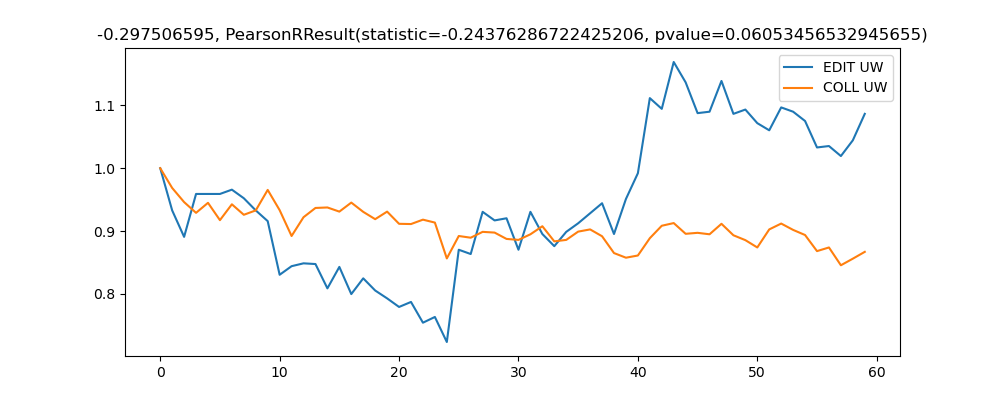 -0.297506595, PearsonRResult(statistic=-0.24376286722425206, pvalue=0.06053456532945655)
EDIT UW
COLL UW
1.1
1.0
0.9
0.8
0 10 20 30 40 50 60